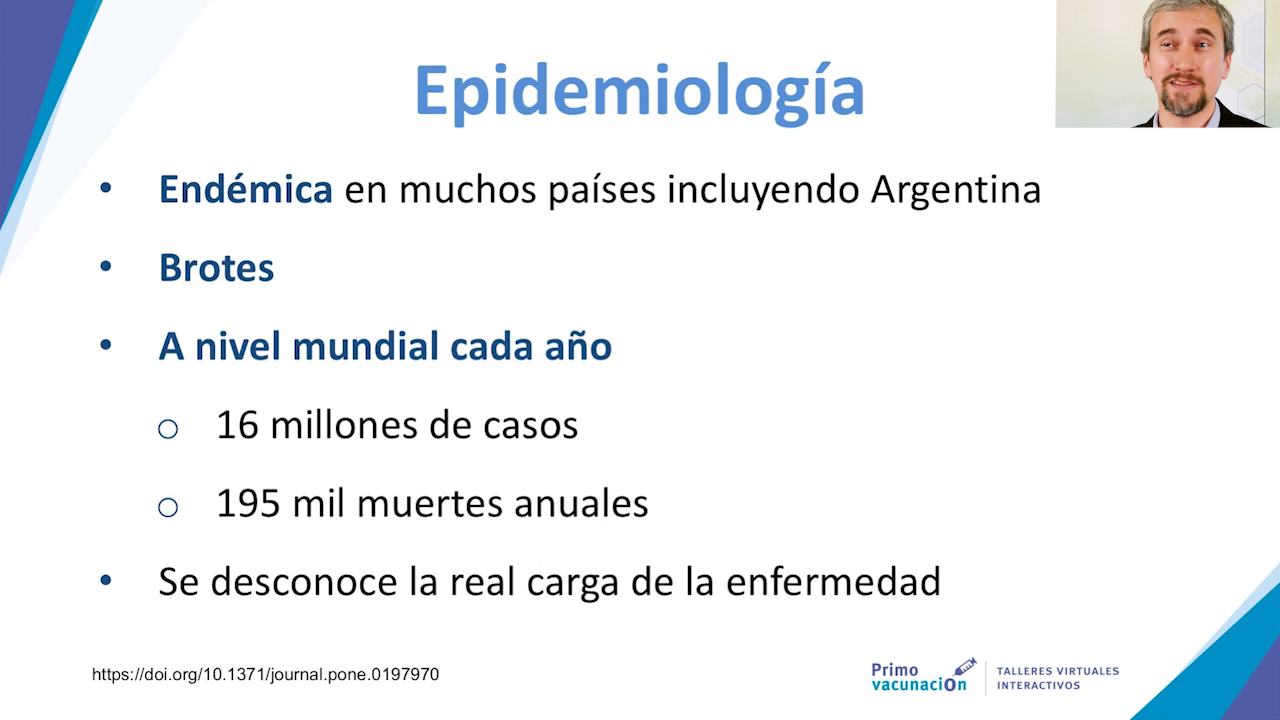 Epidemiología
• Endémica en muchos países incluyendo Argentina
• Brotes
• A nivel mundial cada año
o 16 millones de casos
o 195 mil muertes anuales
• Se desconoce la real carga de la enfermedad
https://doi.org/10.1371/journal.pone.0197970
Primo
vacunación
TALLERES VIRTUALES
INTERACTIVOS